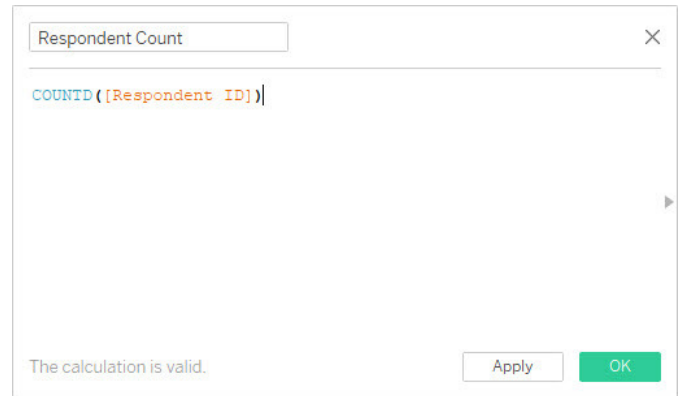 Respondent Count
COUNTD([Respondent ID])
The calculation is valid.
Apply
OK